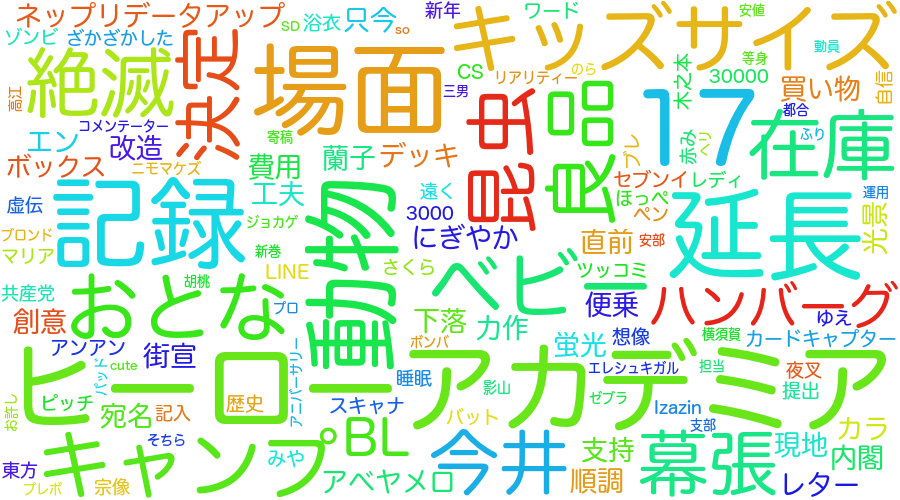 ネップリデータアップ
SD
浴衣
只今
so
新年
ワード
キッズサイズ
安値
動員
ゾンビ
ざかざかした
絶滅
決定
場面
CS
リアリティー
のら
等身
三男
木之本
30000
買い物
自信
高江
コメンテーター
エン
改造
寄稿
昆虫
良品
17
都合
在庫
ボックス
ニモマケズ
費用
蘭子
デッキ
ブレ
赤み
ペリ
ふり
虚伝
記録
工夫
動物
遠く
セブンイレディ
ほっぺ
ペン
運用
ブロンド
ジョカゲ
3000
にぎやか
直前
安部
延長
光景
マリア
新巻
LINE
さくら
ベビー
ツッコミ
共産党
おとな
胡桃
プロ
下落
力作
便乗
ハンバーグ
ゆえ
創意
ボンバ
蛍光
想像
横須賀
カードキャプター
アンアン
街宣
パッド
cute
アニバーサリー
ヒーローアカデミア
エレシュキガル
担当
夜叉
睡眠
影山
ゼブラ
提出
お許し
ピッチ
宛名
記入
歴史
スキャナ
バット
Izazin
支部
カラ
東方
キャンプ
そちら
BL
今井
支持
幕張
現地
内閣
ブレボ
宗像
みや
アベヤメロ
順調
レター